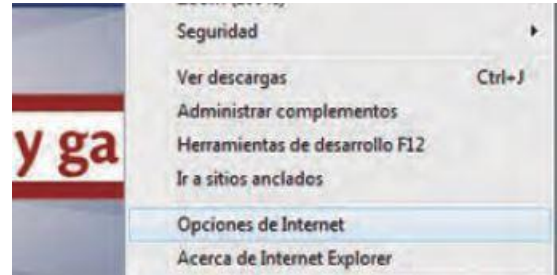 Seguridad
Ver descargas Ctrl+J
y ga
Administrar complementos
Herramientas de desarrollo F12
Ir a sitios anclados
Opciones de Internet
Acerca de Internet Explorer